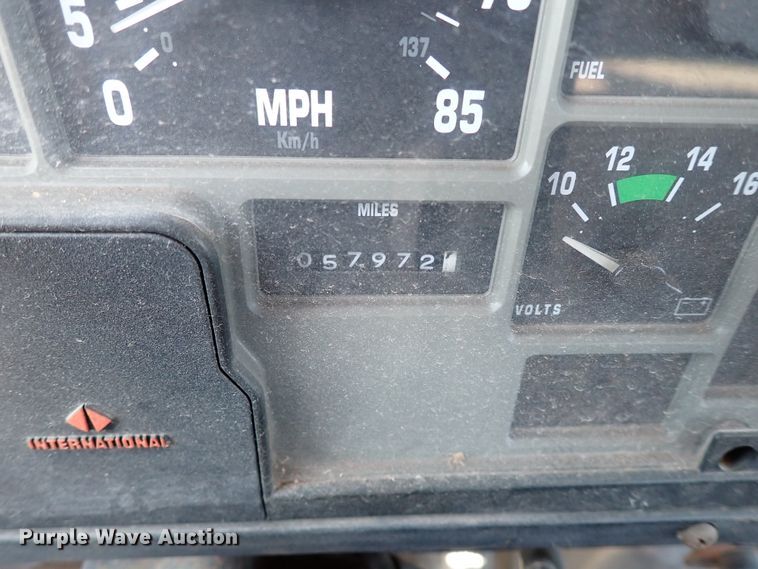 5
0
0
MPH
Km/h
137
85
FUEL
10
12
14
16
VOLTS
MILES
057972
INTERNATIONAL
Purple Wave Auction